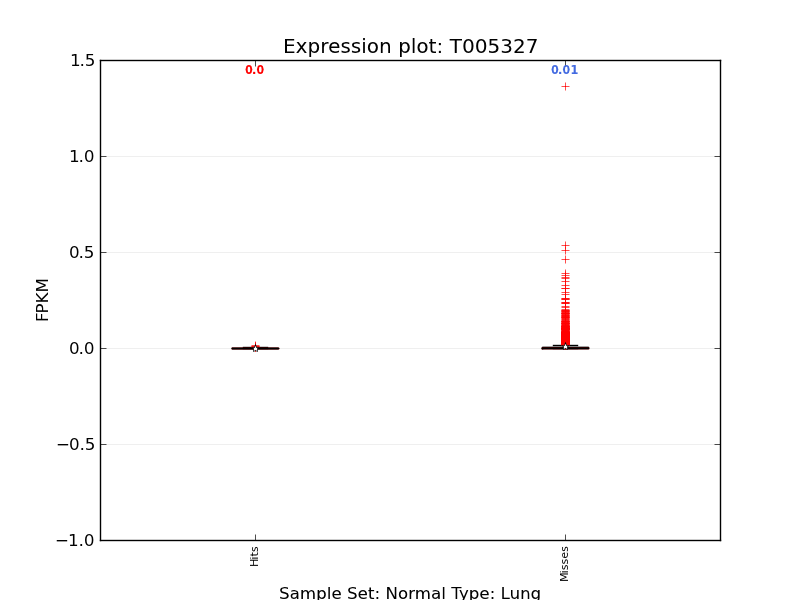 Expression plot: T005327
0.0
0.01
1.5
1.0
0.5
0.0
−0.5
−1.0
FPKM
Hits
Misses
Sample Set: Normal Type: Lung